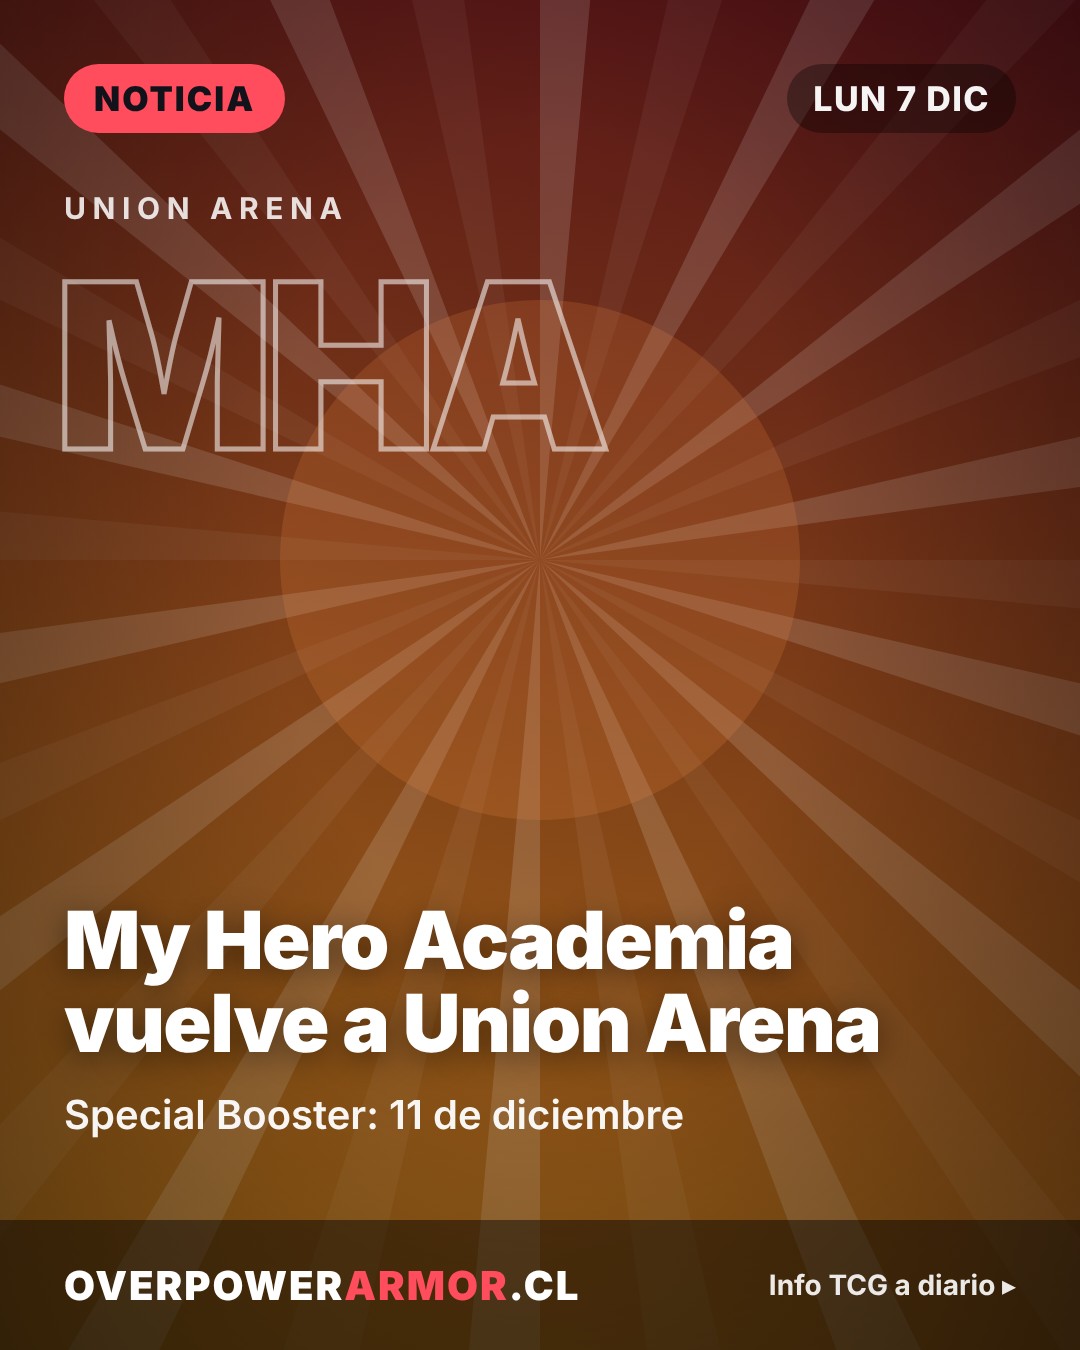 NOTICIA
LUN 7 DIC
UNION ARENA
MHA
My Hero Academia
vuelve a Union Arena
Special Booster: 11 de diciembre
OVERPOWERARMOR.CL
Info TCG a diario ▸